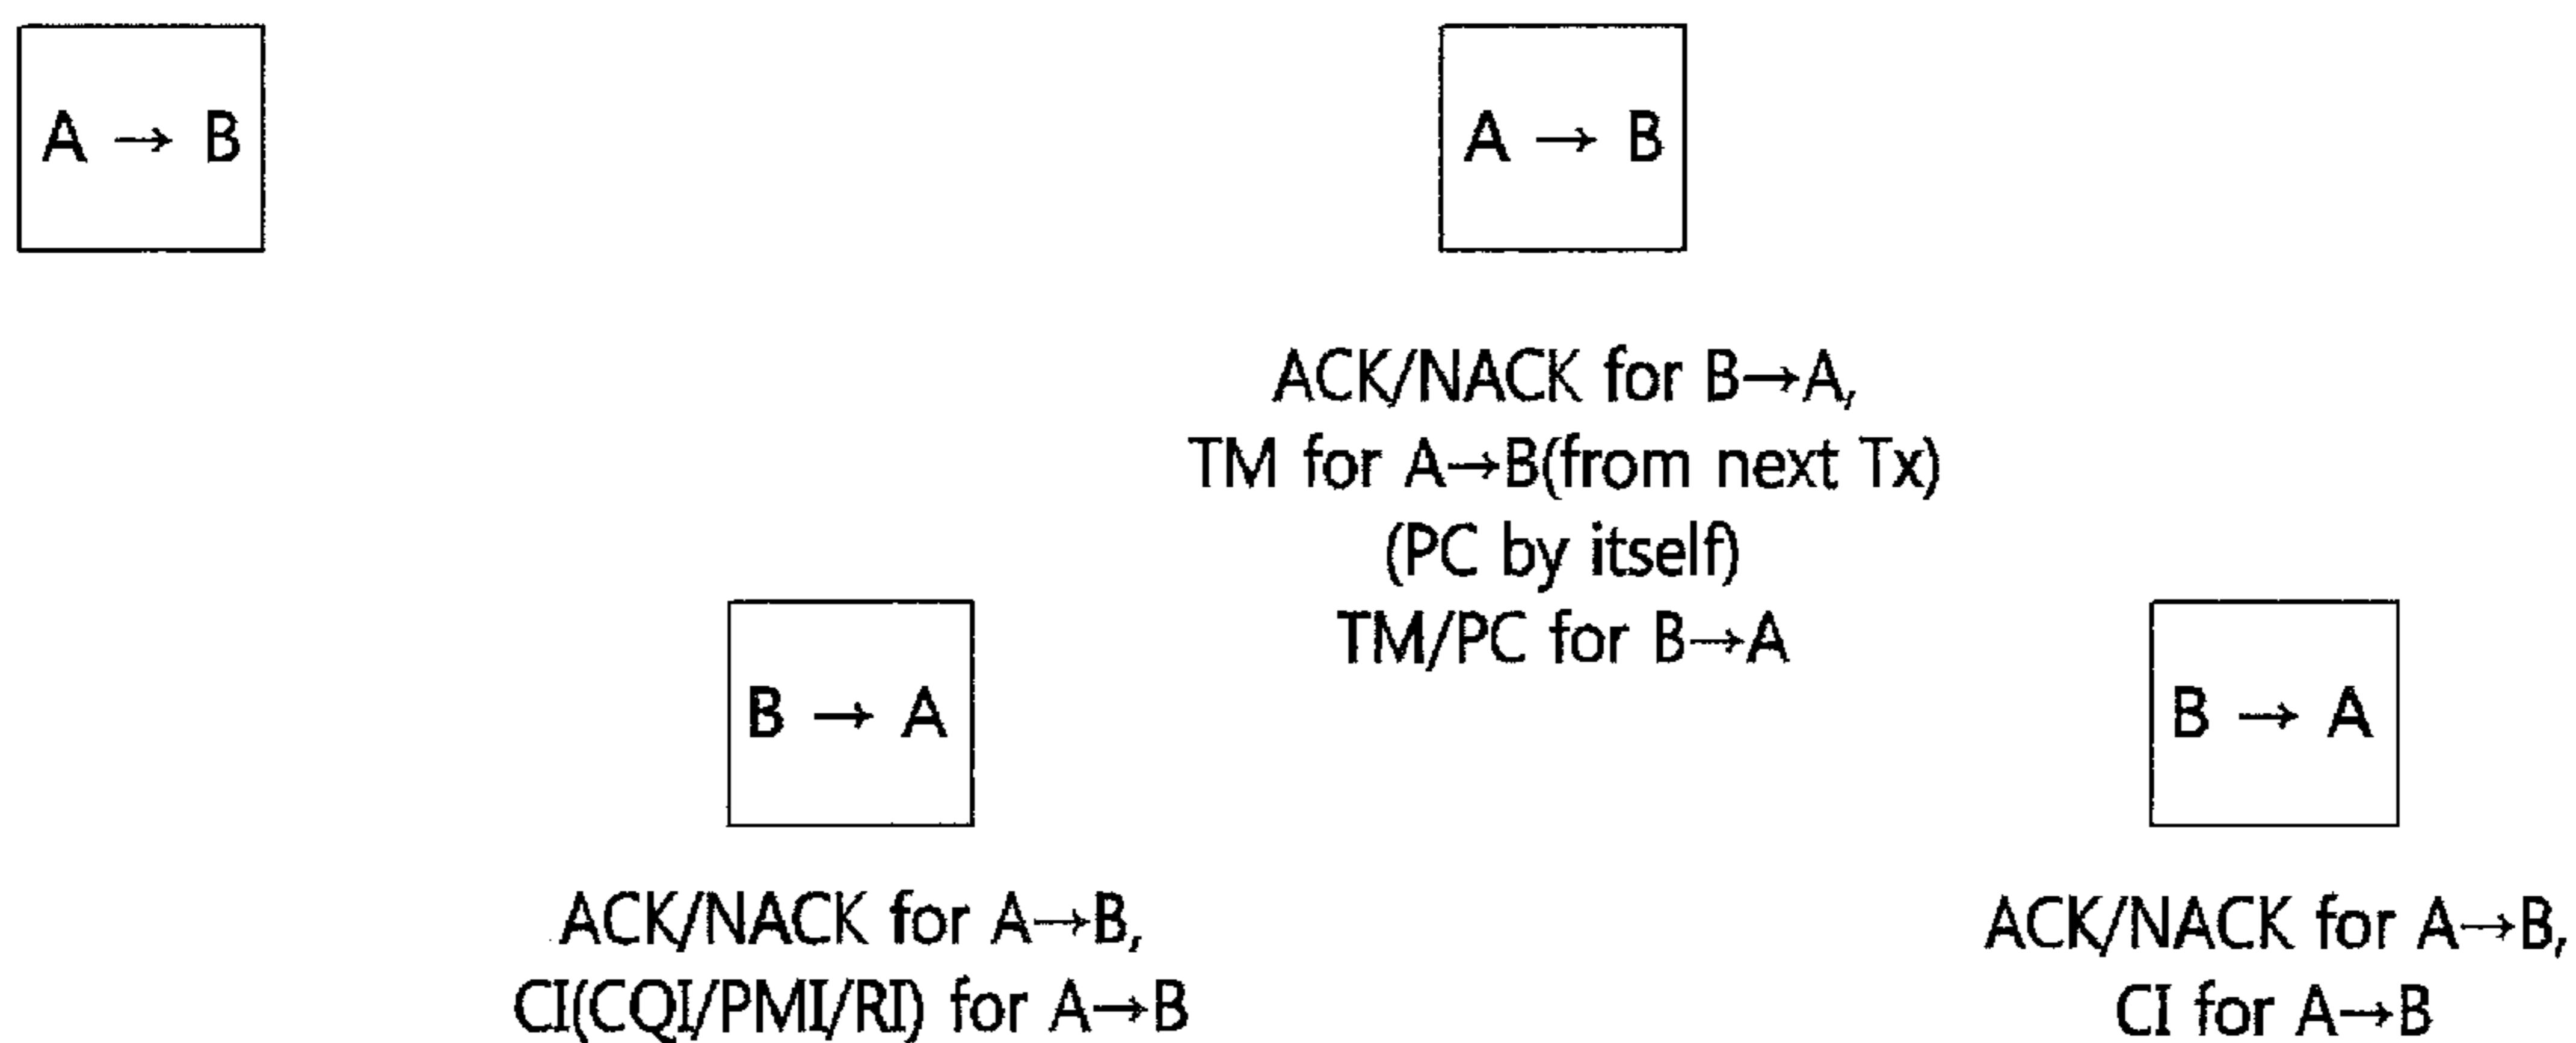 A → B
A → B
ACK/NACK for B→A,
TM for A→B(from next Tx)
(PC by itself)
TM/PC for B→A
B → A
ACK/NACK for A→B,
CI(CQI/PMI/RI) for A→B
B → A
ACK/NACK for A→B,
CI for A→B